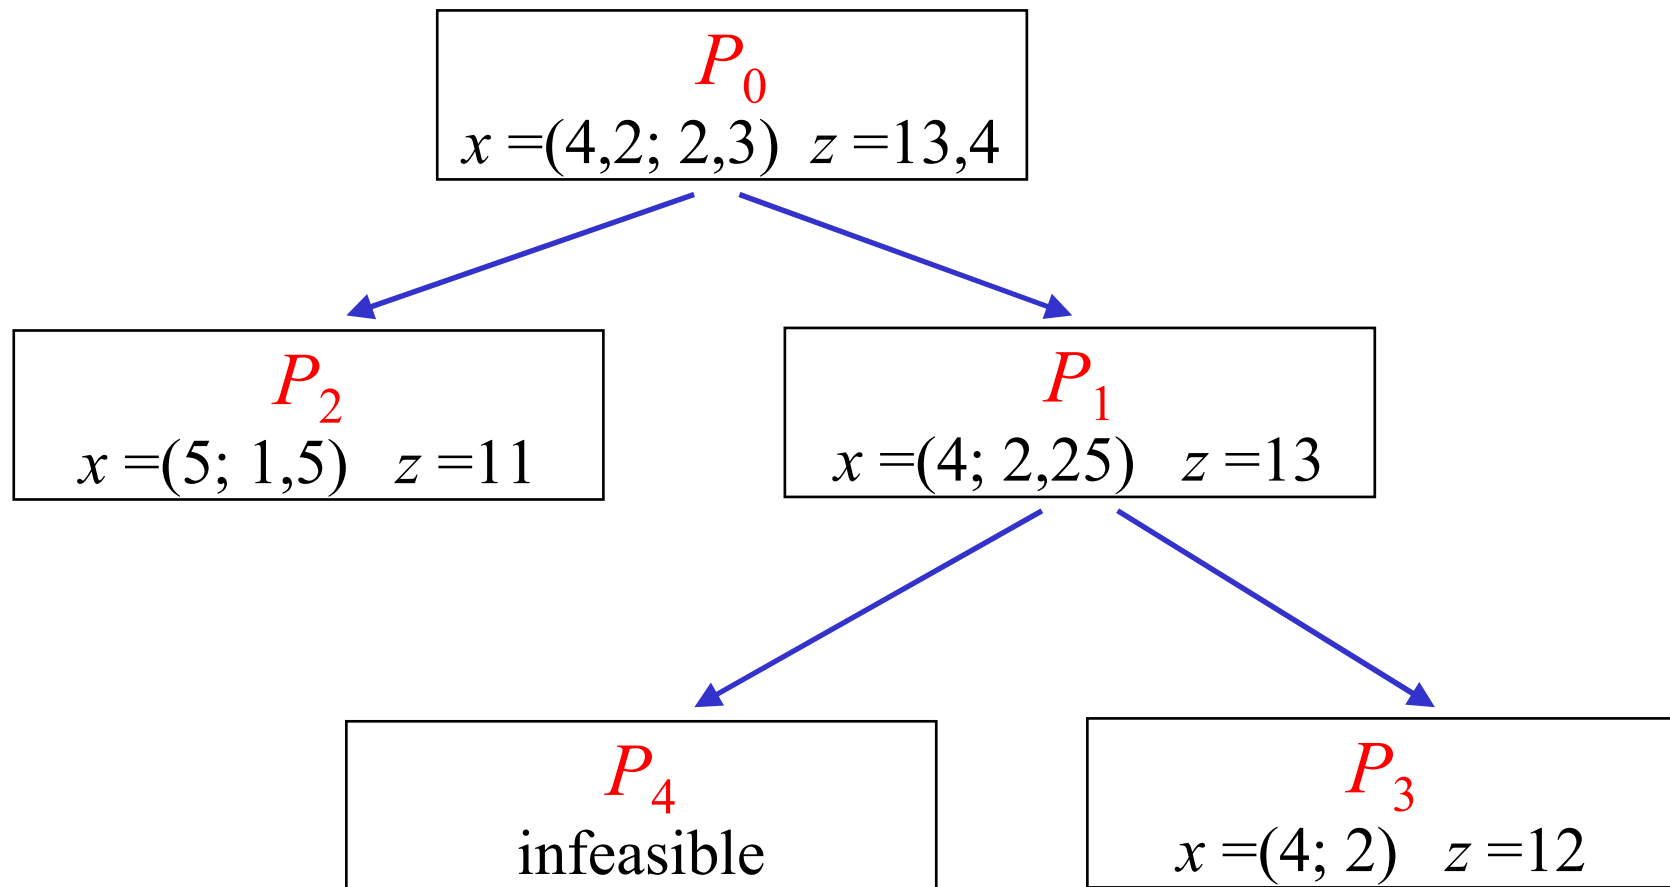 P₀
x =(4,2; 2,3) z =13,4
P₂
x =(5; 1,5) z =11
P₁
x =(4; 2,25) z =13
P₄
infeasible
P₃
x =(4; 2) z =12